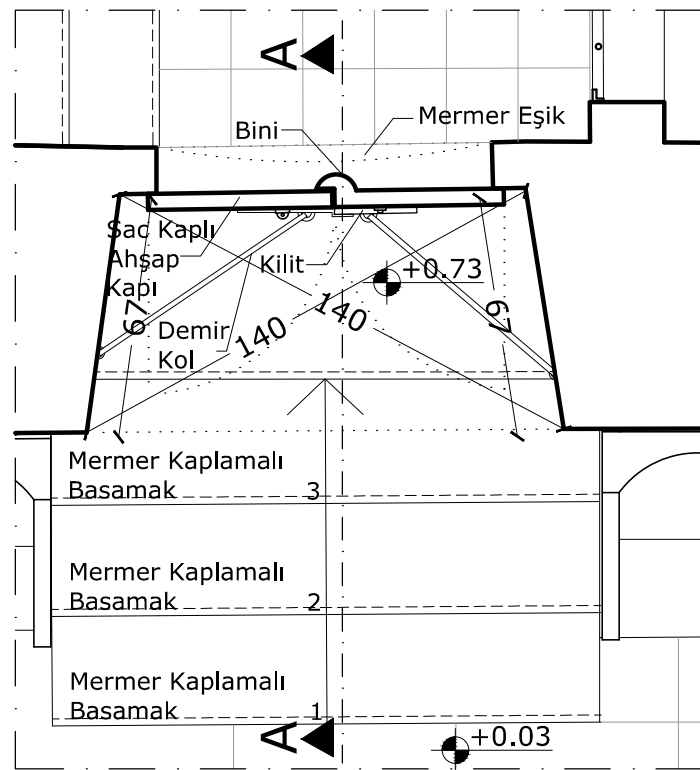 A
Mermer Eşik
Bini
Sac Kaplı
Ahşap
Kapı
Kilit
+0.73
67
67
140
140
Demir
Kol
Mermer Kaplamalı
Basamak
3
Mermer Kaplamalı
Basamak
2
Mermer Kaplamalı
Basamak
1
A
+0.03